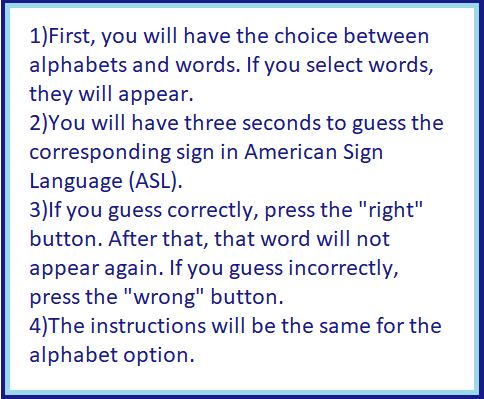 1)First, you will have the choice between
alphabets and words. If you select words,
they will appear.
2)You will have three seconds to guess the
corresponding sign in American Sign
Language (ASL).
3)If you guess correctly, press the "right"
button. After that, that word will not
appear again. If you guess incorrectly,
press the "wrong" button.
4)The instructions will be the same for the
alphabet option.